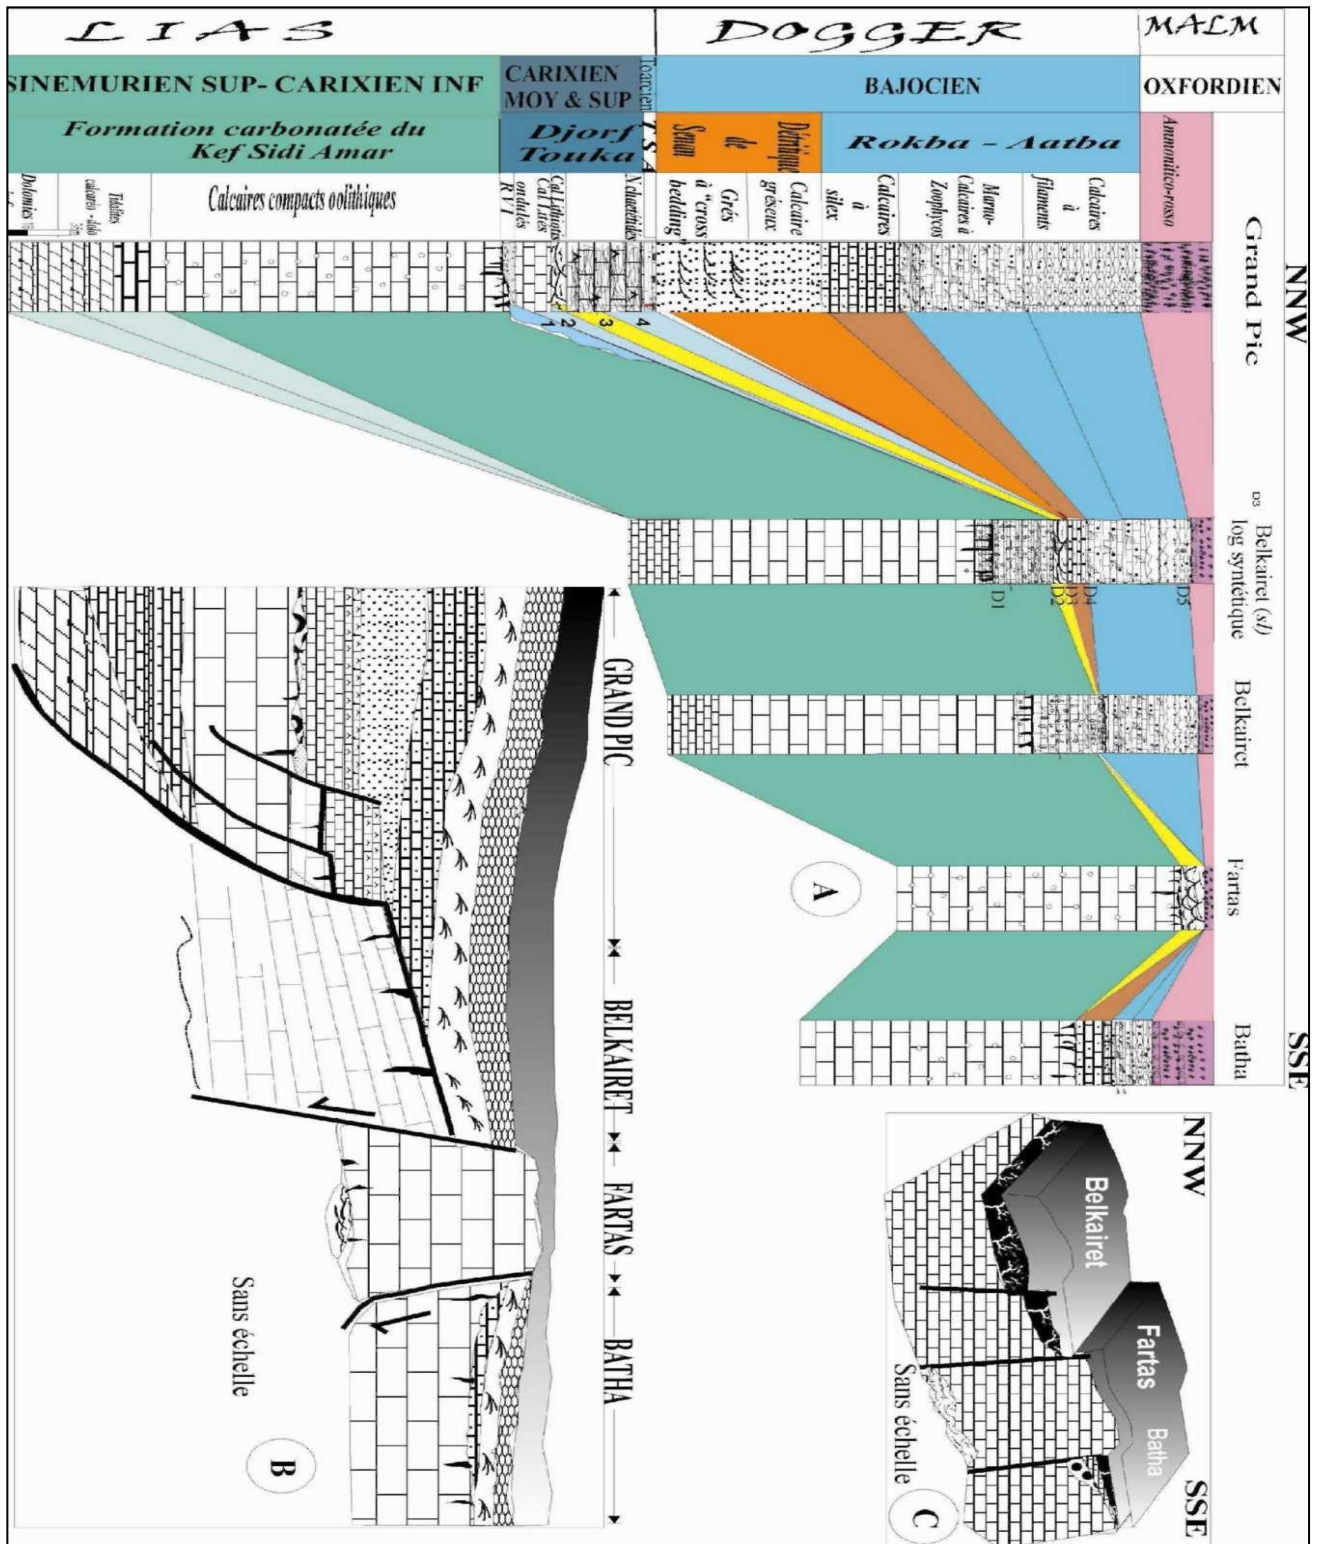 LIAS
DOGGER
MALM
SINEMURIEN SUP- CARIXIEN INF
CARIXIEN
MOY & SUP
Toarcien
BAJOCIEN
OXFORDIEN
Formation carbonatée du
Kef Sidi Amar
Djorf
Touka
T S A
Détritique
de
Rokba - Aatba
Ammonitico-rosso
Dolomies
Tidalites
Calcaires compacts oolithiques
R V I
ondulés
Grés
à "cross
bedding"
Calcaire
gréseux
Calcaires
à
silex
Marno-
Calcaires à
Zoophycos
Calcaires
à
filaments
NNW
SSE
Grand Pic
D3 Belkairet (sl)
log syntétique
Belkairet
Fartas
Batha
1
2
3
4
D1
D2
D3
D4
D5
A
GRAND PIC
BELKAIRET
FARTAS
BATHA
Sans échelle
B
NNW
SSE
Belkairet
Fartas
Batha
Sans échelle
C